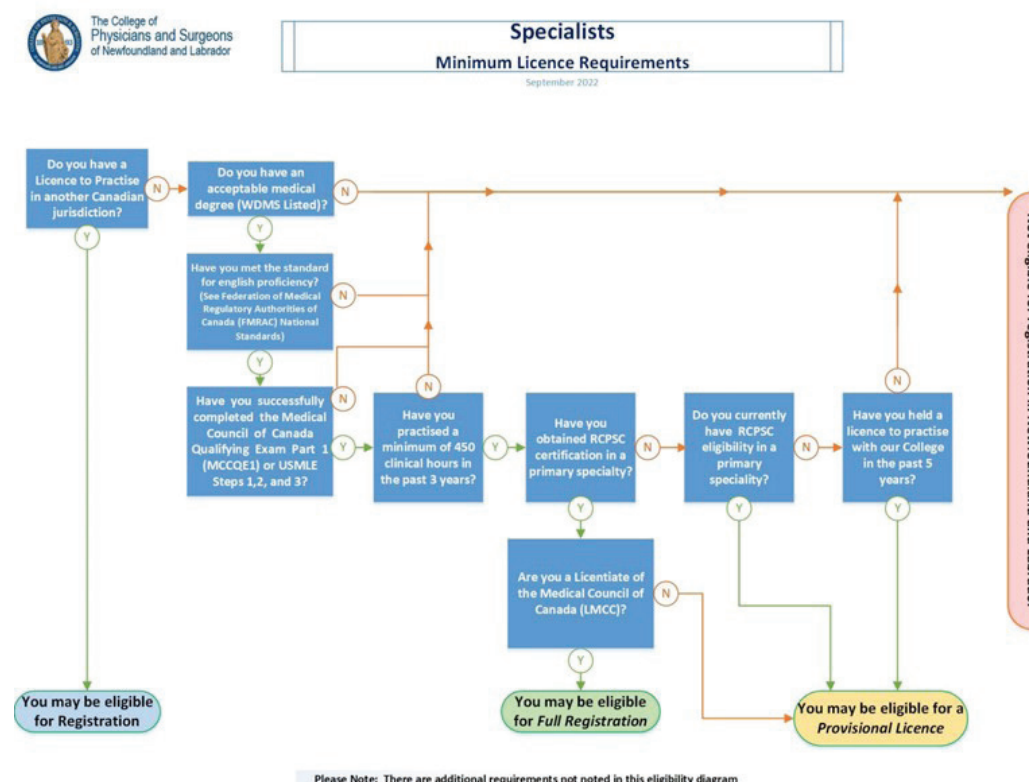 The College of
Physicians and Surgeons
of Newfoundland and Labrador
Specialists
Minimum Licence Requirements
September 2022
Do you have a
Licence to Practise
in another Canadian
jurisdiction?
N
Y
Do you have an
acceptable medical
degree (WDMS Listed)?
N
Y
Have you met the standard
for english proficiency?
(See Federation of Medical
Regulatory Authorities of
Canada (FMRAC) National
Standards)
N
Y
Have you successfully
completed the Medical
Council of Canada
Qualifying Exam Part 1
(MCCQE1) or USMLE
Steps 1,2, and 3?
N
Y
Have you
practised a
minimum of 450
clinical hours in
the past 3 years?
N
Y
Have you
obtained RCPSC
certification in a
primary specialty?
N
Y
Do you currently
have RCPSC
eligibility in a
primary
speciality?
N
Y
Have you held a
licence to practise
with our College
in the past 5
years?
N
Y
Are you a Licentiate of
the Medical Council of
Canada (LMCC)?
N
Y
You may be eligible
for Registration
You may be eligible
for Full Registration
You may be eligible for a
Provisional Licence
Please Note: There are additional requirements not noted in this eligibility diagram